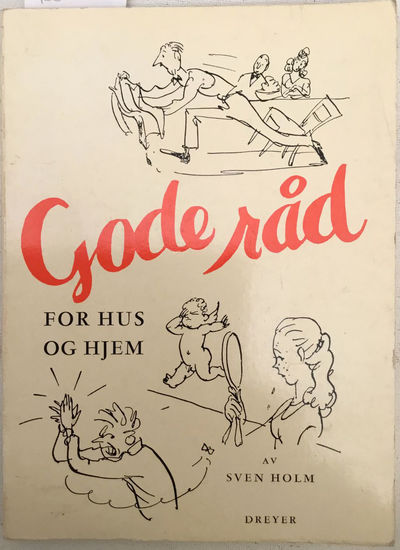 Gode råd
FOR HUS
OG HJEM
AV
SVEN HOLM
DREYER